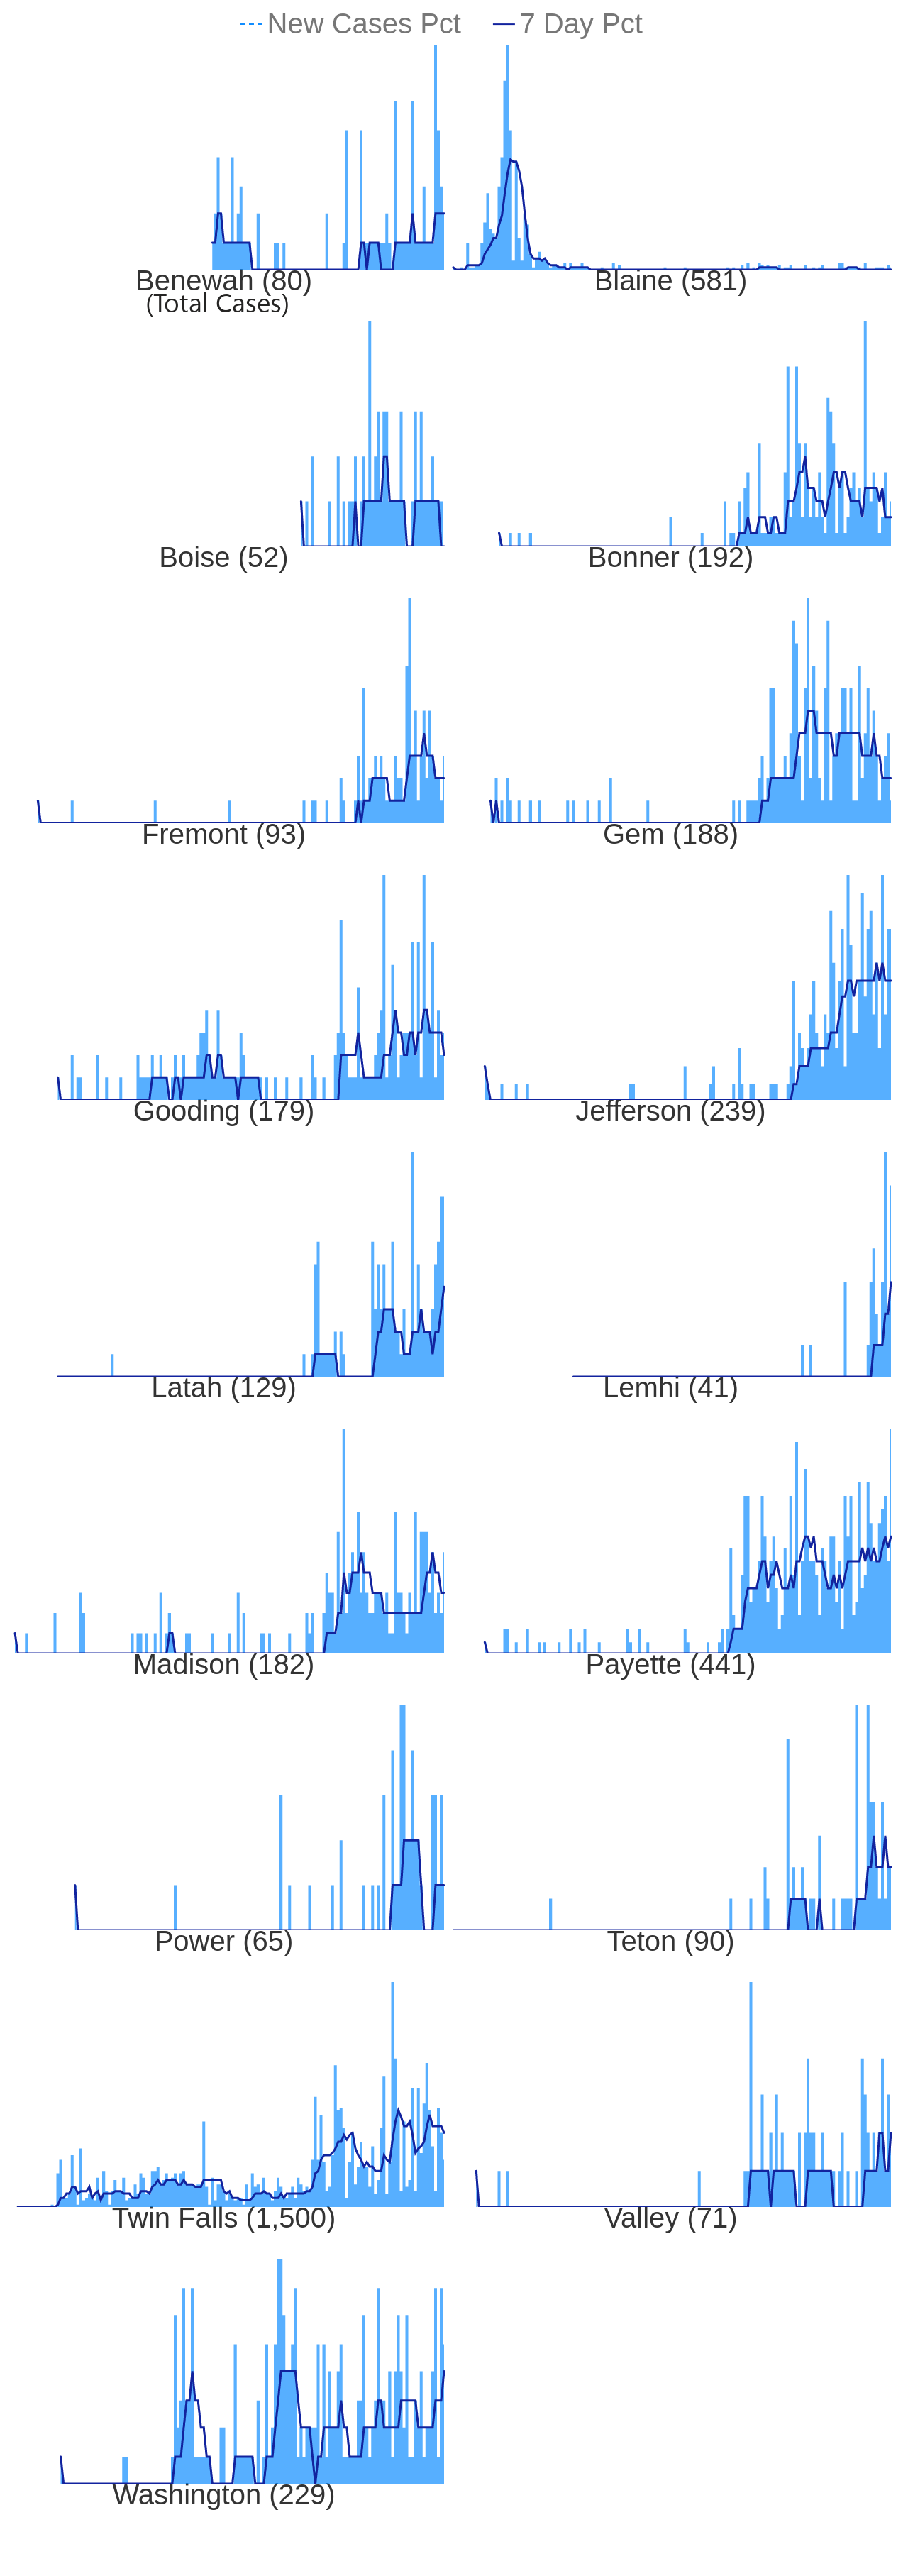 New Cases Pct 7 Day Pct
Benewah (80) Blaine (581)
(Total Cases)
Boise (52) Bonner (192)
Fremont (93) Gem (188)
Gooding (179) Jefferson (239)
Latah (129) Lemhi (41)
Madison (182) Payette (441)
Power (65) Teton (90)
Twin Falls (1,500) Valley (71)
Washington (229)